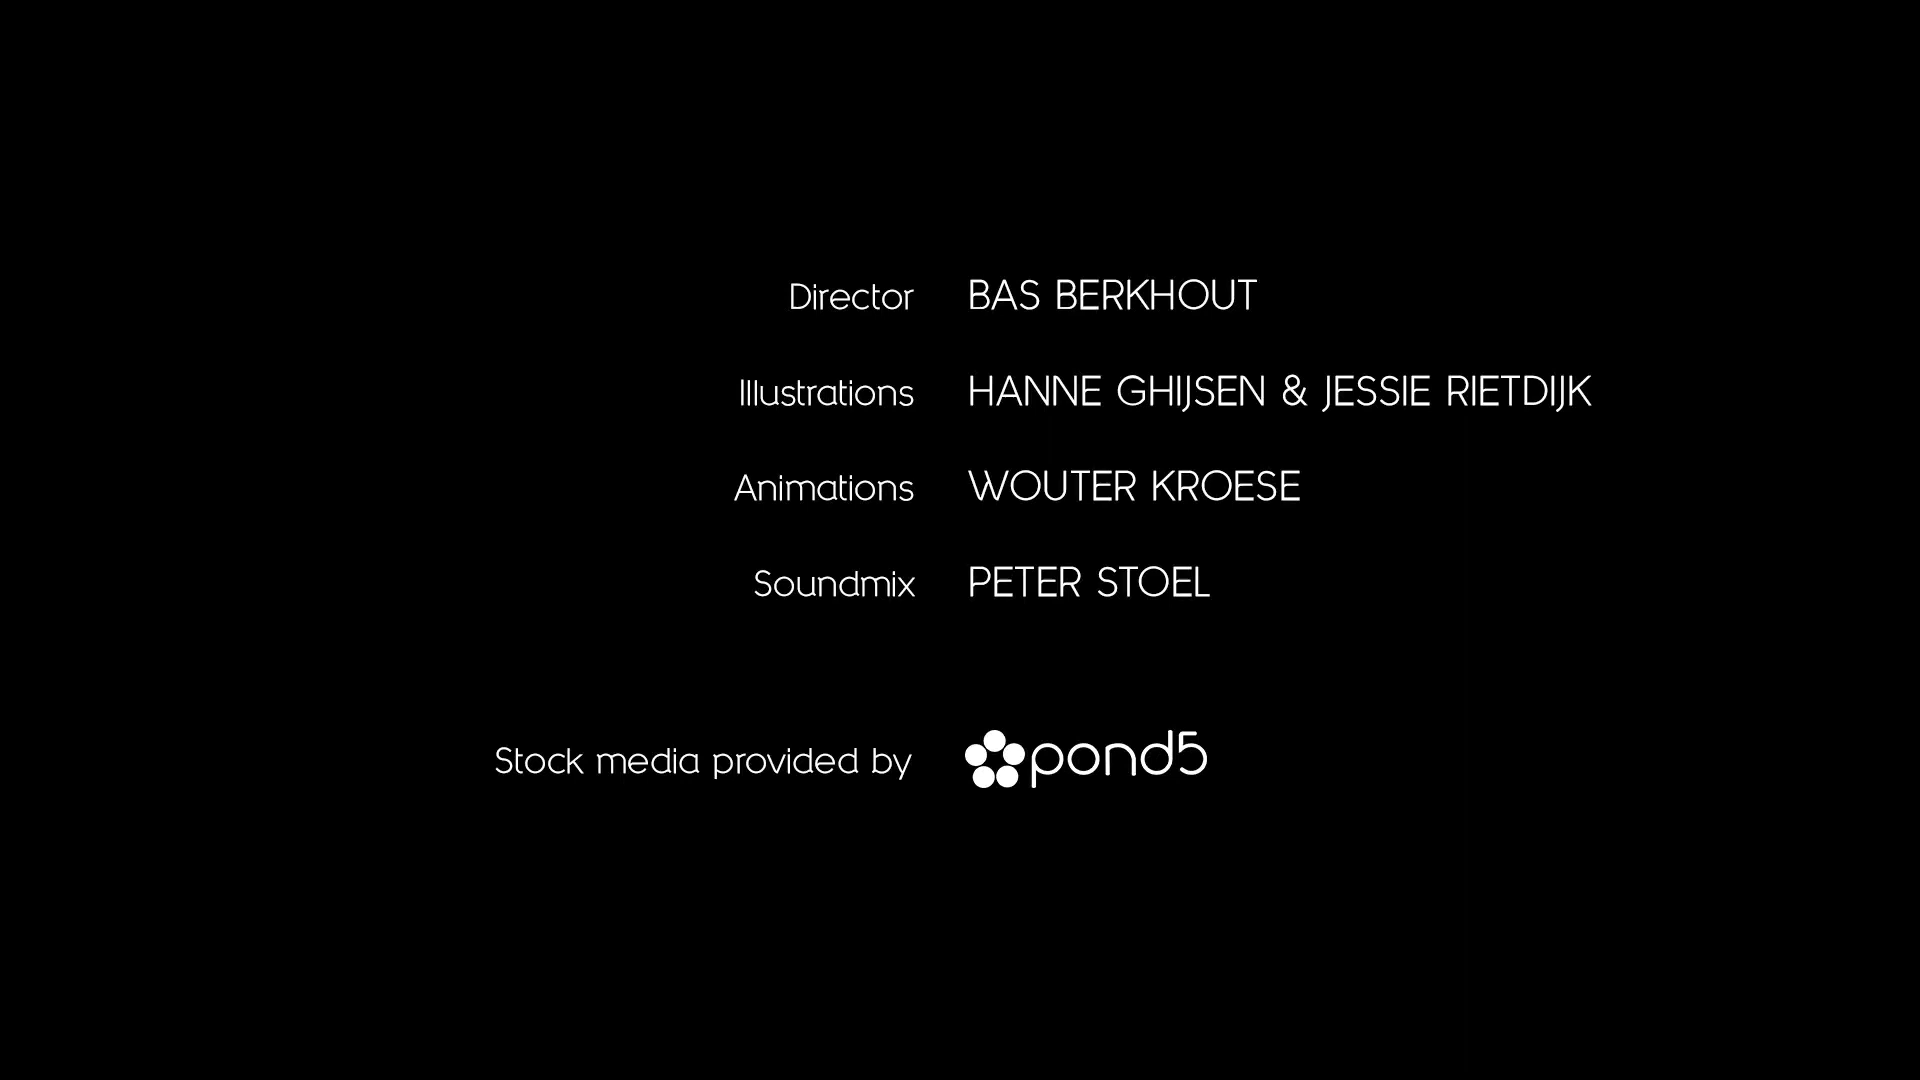 Director BAS BERKHOUT
Illustrations HANNE GHIJSEN & JESSIE RIETDIJK
Animations WOUTER KROESE
Soundmix PETER STOEL
Stock media provided by pond5